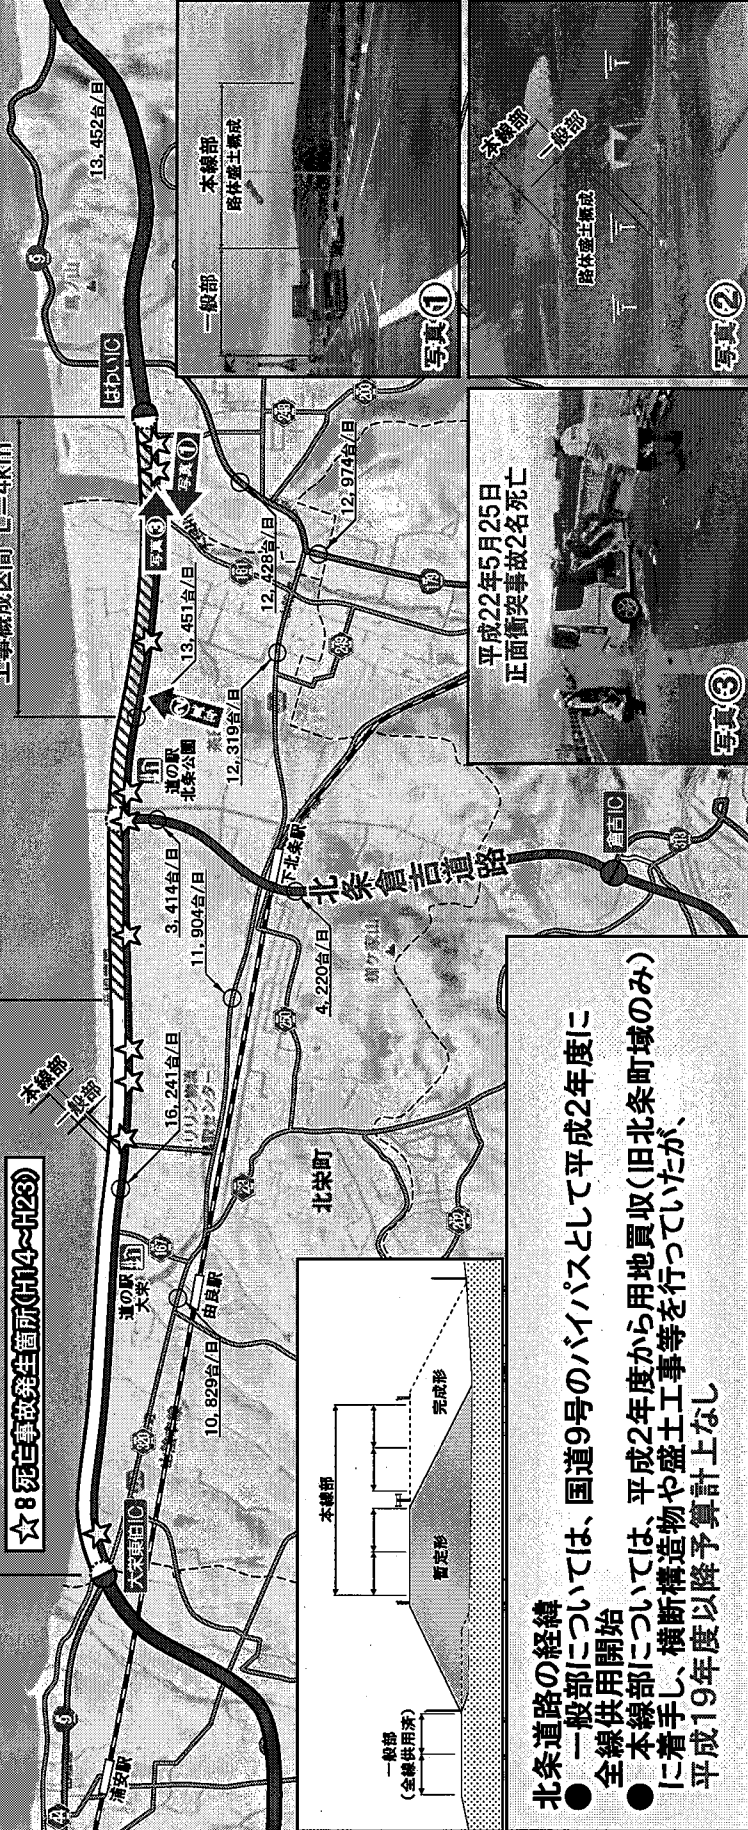 ☆8死亡事故発生箇所(H14~H23)
本線部
一般部
9
馬ノ山
はわいIC
13,452台/日
写真①
写真③
13,451台/日
写真②
道の駅
北条公園
12,319台/日
12,428台/日
12,974台/日
3,414台/日
11,904台/日
4,220台/日
16,241台/日
下北条駅
北条倉吉道路
倉吉IC
179
北栄町
道の駅
大栄
由良駅
10,829台/日
大栄東伯IC
浦安駅
9
一般部
本線部
路体盛土概成
写真①
本線部
一般部
路体盛土概成
写真②
平成22年5月25日
正面衝突事故2名死亡
写真③
本線部
一般部
(全線供用済)
暫定形
完成形
北条道路の経緯
● 一般部については、国道9号のバイパスとして平成2年度に
全線供用開始
● 本線部については、平成2年度から用地買収(旧北条町域のみ)
に着手し、横断構造物や盛土工事等を行っていたが、
平成19年度以降予算計上なし